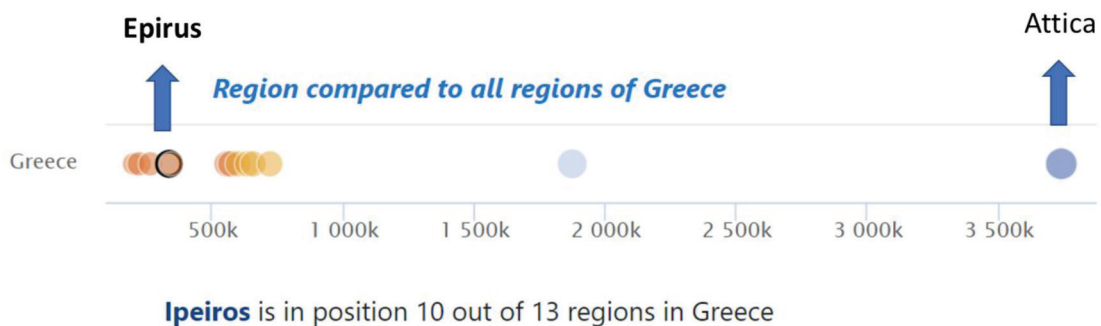 Epirus
Attica
Region compared to all regions of Greece
Greece
500k 1 000k 1 500k 2 000k 2 500k 3 000k 3 500k
Ipeiros is in position 10 out of 13 regions in Greece